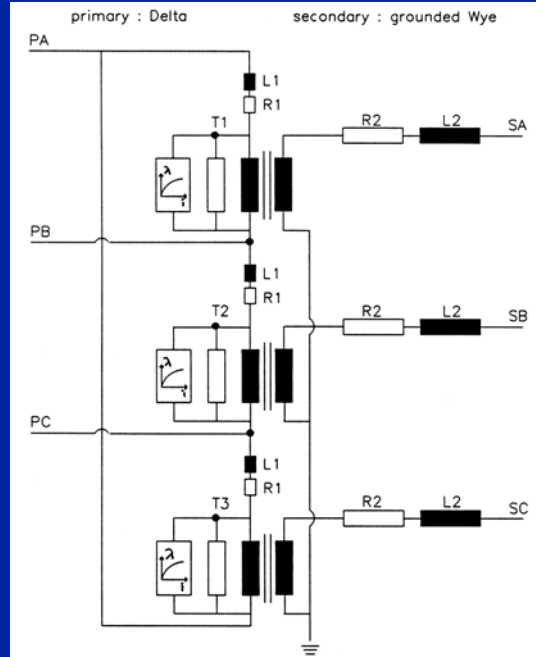 primary : Delta secondary : grounded Wye
PA
L1
R1
T1
R2 L2 SA
λ
i
PB
L1
R1
T2
R2 L2 SB
λ
i
PC
L1
R1
T3
R2 L2 SC
λ
i